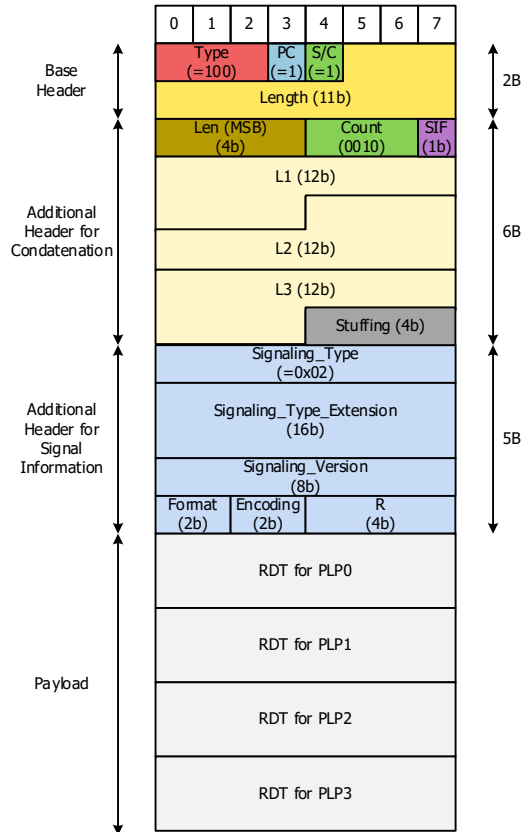 0 1 2 3 4 5 6 7
Base
Header
Type
(=100)
PC
(=1)
S/C
(=1)
Length (11b)
2B
Additional
Header for
Condatenation
Len (MSB)
(4b)
Count
(0010)
SIF
(1b)
L1 (12b)
L2 (12b)
L3 (12b)
Stuffing (4b)
6B
Additional
Header for
Signal
Information
Signaling_Type
(=0x02)
Signaling_Type_Extension
(16b)
Signaling_Version
(8b)
Format
(2b)
Encoding
(2b)
R
(4b)
5B
Payload
RDT for PLP0
RDT for PLP1
RDT for PLP2
RDT for PLP3